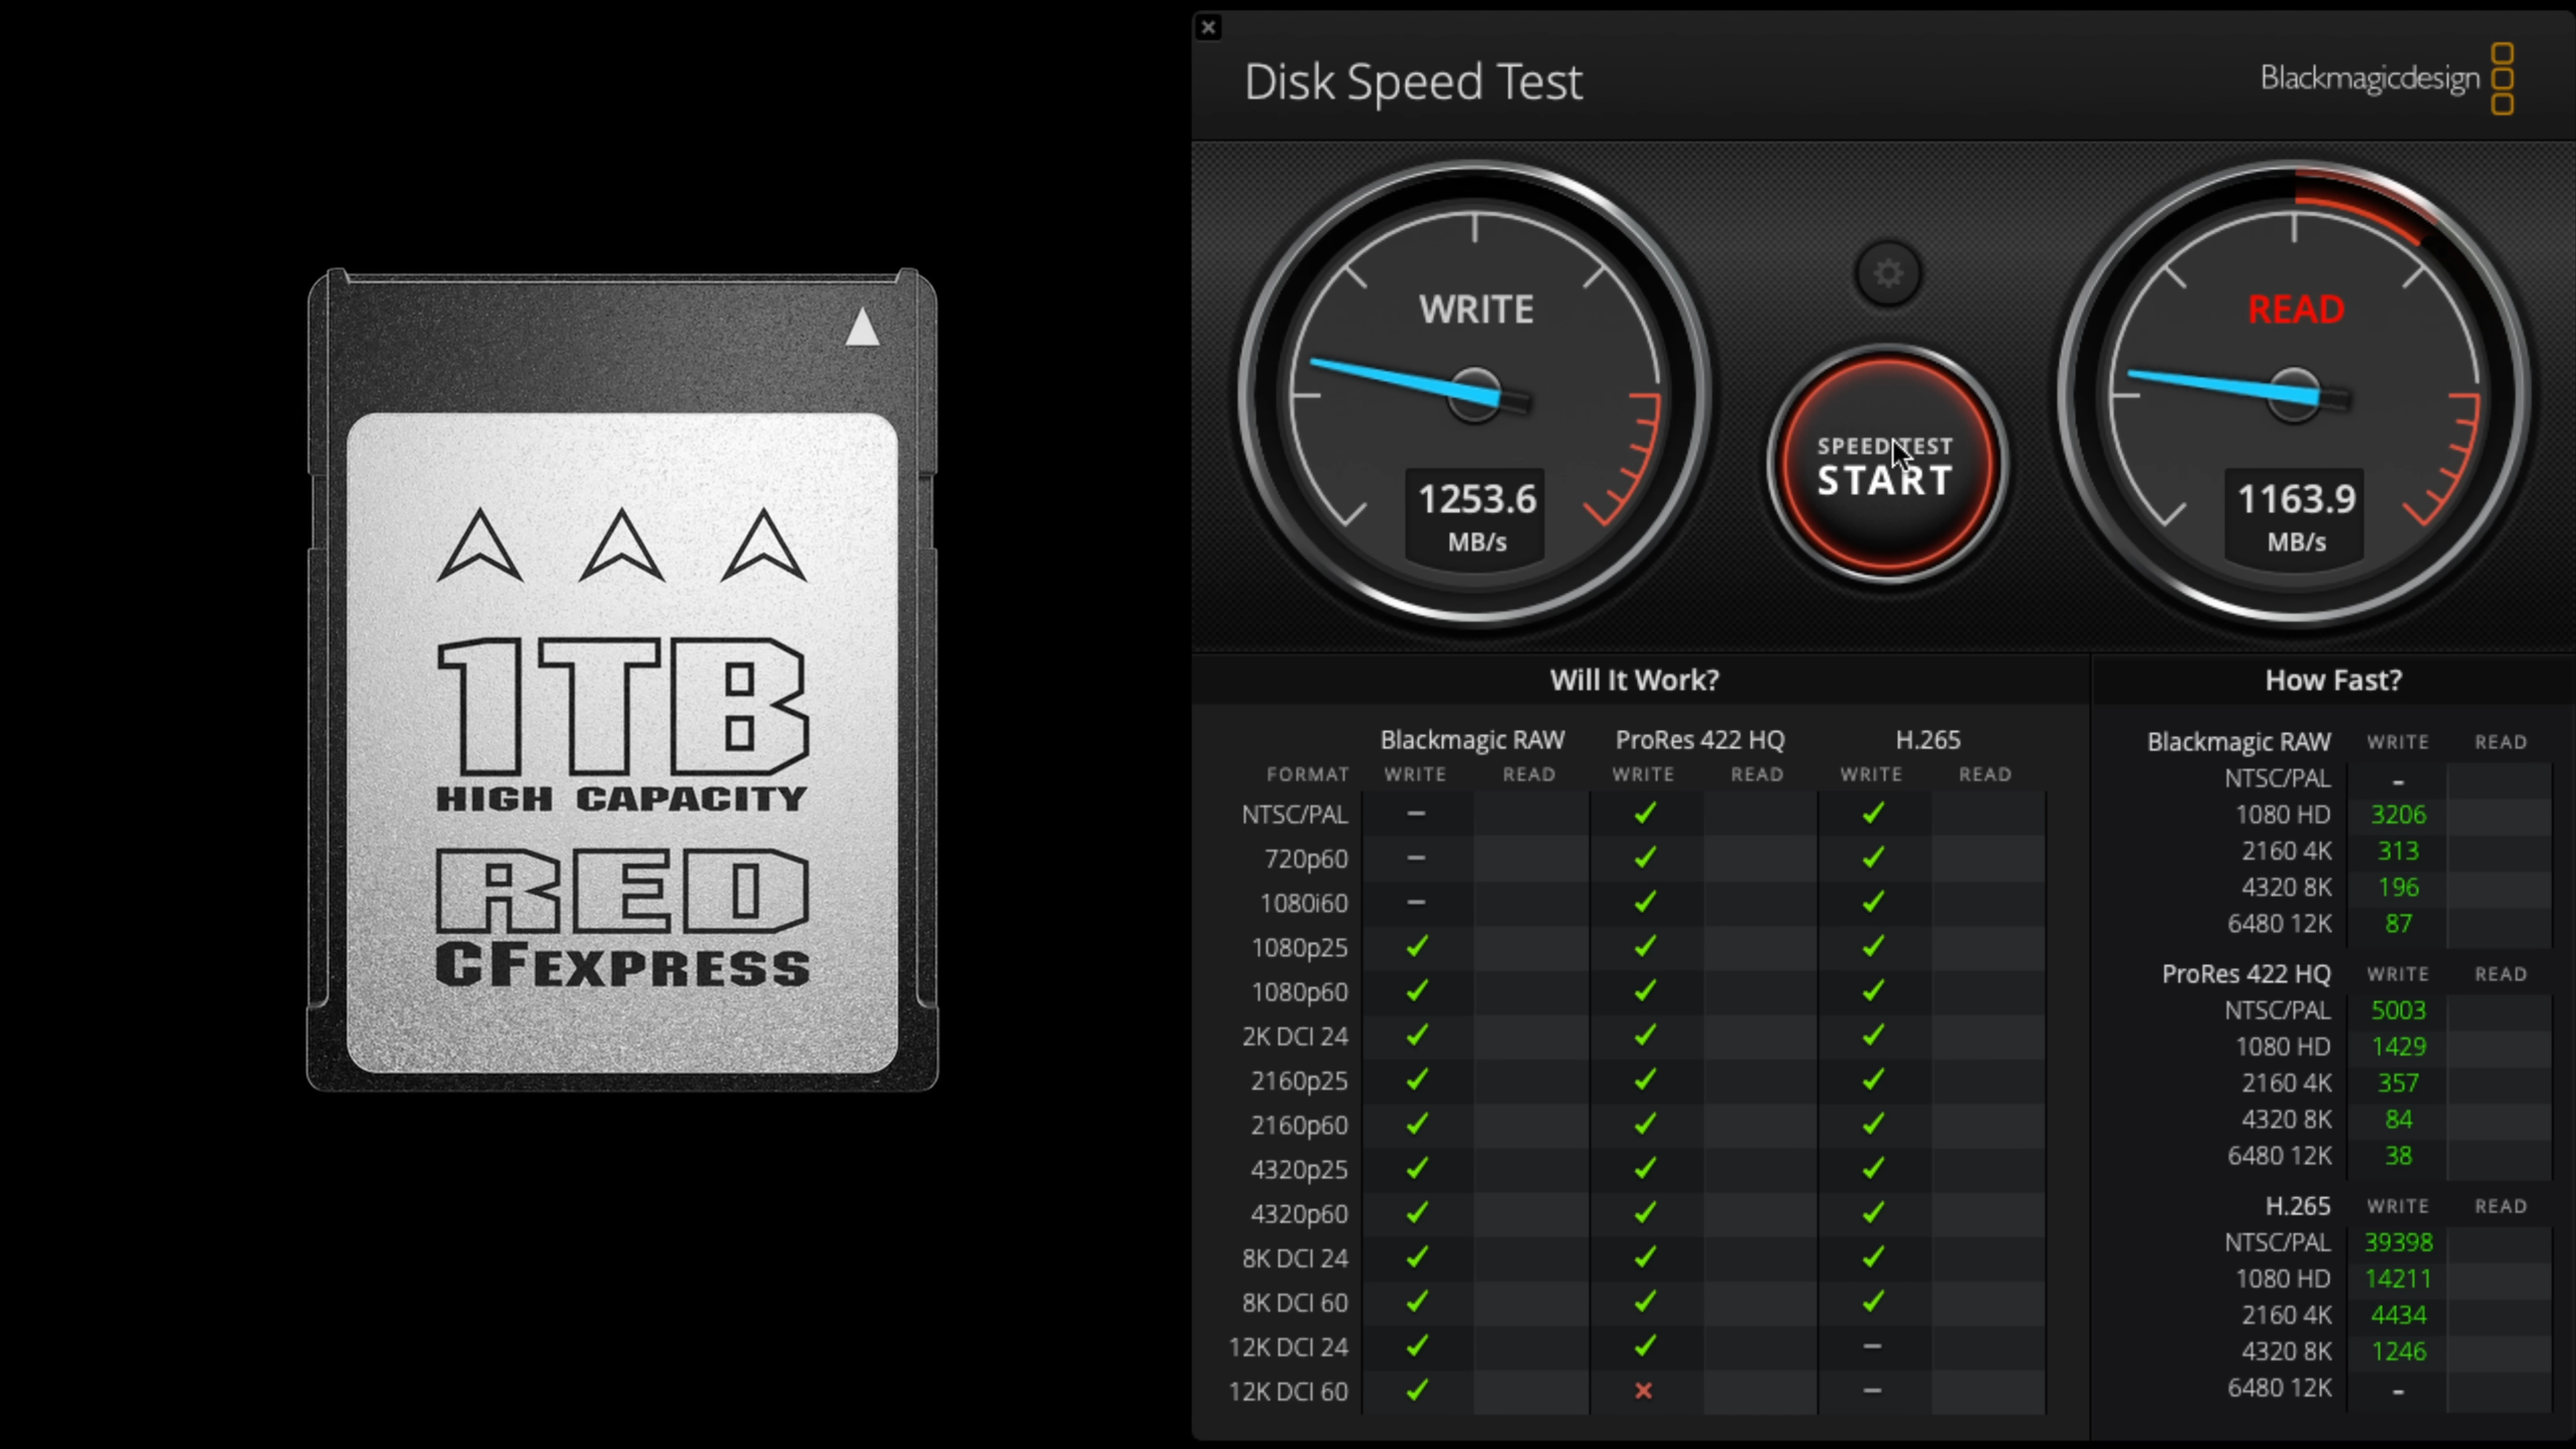 1TB
HIGH CAPACITY
RED
CFEXPRESS
Disk Speed Test
Blackmagicdesign
WRITE
1253.6
MB/s
SPEED TEST
START
READ
1163.9
MB/s
Will It Work?
Blackmagic RAW ProRes 422 HQ H.265
FORMAT WRITE READ WRITE READ WRITE READ
NTSC/PAL – ✓ ✓
720p60 – ✓ ✓
1080i60 – ✓ ✓
1080p25 ✓ ✓ ✓
1080p60 ✓ ✓ ✓
2K DCI 24 ✓ ✓ ✓
2160p25 ✓ ✓ ✓
2160p60 ✓ ✓ ✓
4320p25 ✓ ✓ ✓
4320p60 ✓ ✓ ✓
8K DCI 24 ✓ ✓ ✓
8K DCI 60 ✓ ✓ ✓
12K DCI 24 ✓ ✓ –
12K DCI 60 ✓ ✗ –
How Fast?
Blackmagic RAW WRITE READ
NTSC/PAL -
1080 HD 3206
2160 4K 313
4320 8K 196
6480 12K 87
ProRes 422 HQ WRITE READ
NTSC/PAL 5003
1080 HD 1429
2160 4K 357
4320 8K 84
6480 12K 38
H.265 WRITE READ
NTSC/PAL 39398
1080 HD 14211
2160 4K 4434
4320 8K 1246
6480 12K -